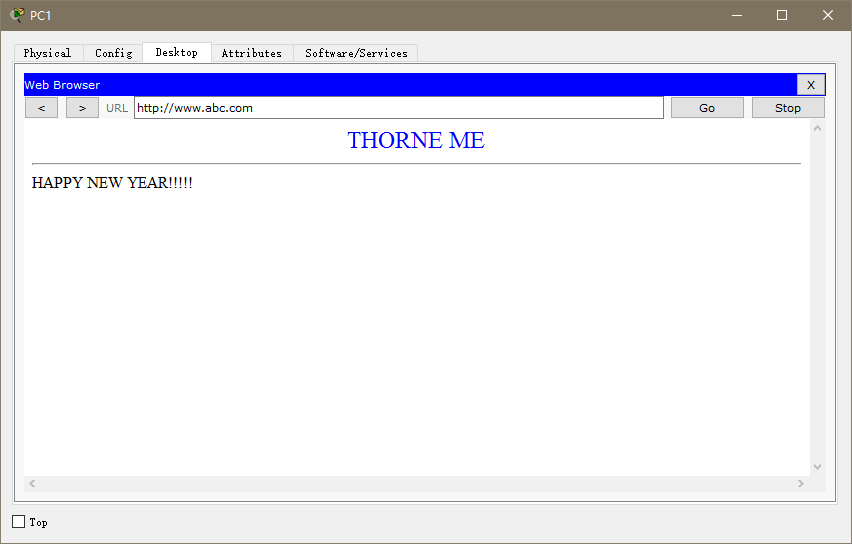 PC1
Physical Config Desktop Attributes Software/Services
Web Browser X
< > URL http://www.abc.com Go Stop
THORNE ME
HAPPY NEW YEAR!!!!!
Top